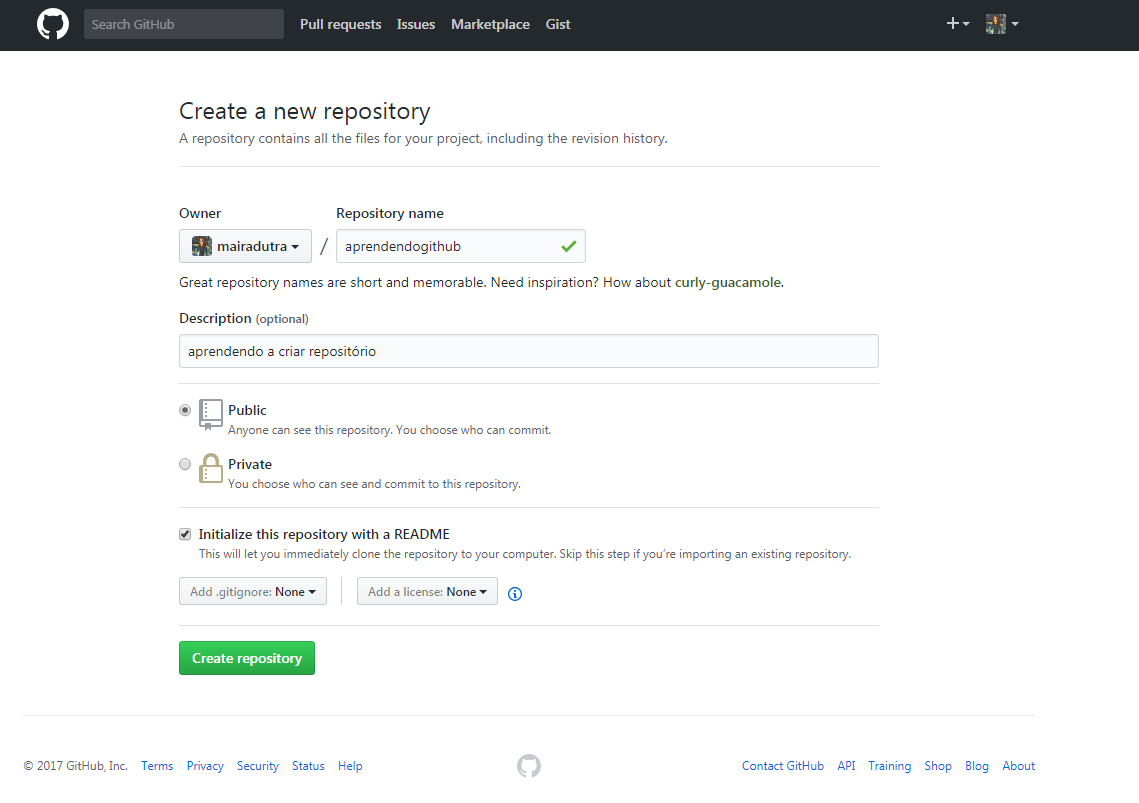 Search GitHub Pull requests Issues Marketplace Gist
Create a new repository
A repository contains all the files for your project, including the revision history.
Owner Repository name
mairadutra / aprendendogithub
Great repository names are short and memorable. Need inspiration? How about curly-guacamole.
Description (optional)
aprendendo a criar repositório
Public
Anyone can see this repository. You choose who can commit.
Private
You choose who can see and commit to this repository.
Initialize this repository with a README
This will let you immediately clone the repository to your computer. Skip this step if you’re importing an existing repository.
Add .gitignore: None Add a license: None
Create repository
© 2017 GitHub, Inc. Terms Privacy Security Status Help Contact GitHub API Training Shop Blog About